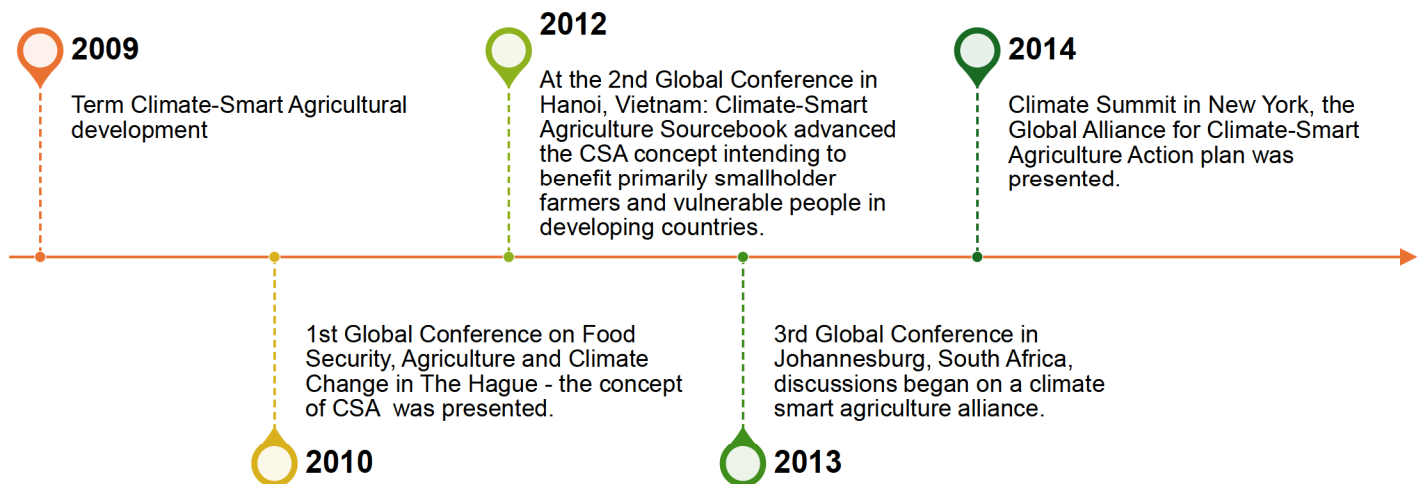 2009
Term Climate-Smart Agricultural
development
1st Global Conference on Food
Security, Agriculture and Climate
Change in The Hague - the concept
of CSA  was presented.
2010
2012
At the 2nd Global Conference in
Hanoi, Vietnam: Climate-Smart
Agriculture Sourcebook advanced
the CSA concept intending to
benefit primarily smallholder
farmers and vulnerable people in
developing countries.
3rd Global Conference in
Johannesburg, South Africa,
discussions began on a climate
smart agriculture alliance.
2013
2014
Climate Summit in New York, the
Global Alliance for Climate-Smart
Agriculture Action plan was
presented.